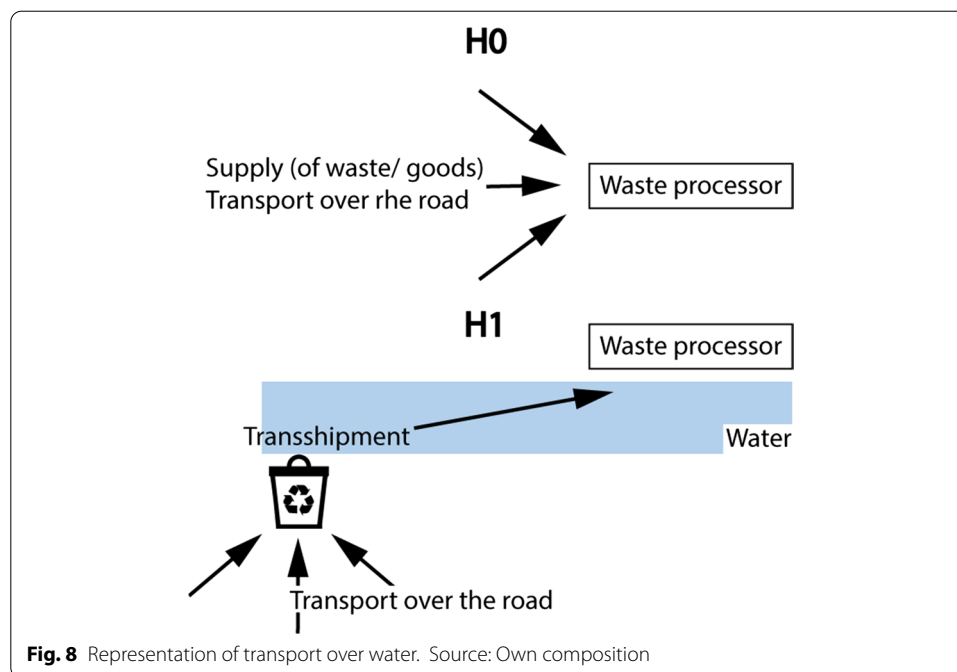 H0
Supply (of waste/ goods)
Transport over rhe road
Waste processor
H1
Waste processor
Transshipment
Water
Transport over the road
Fig. 8 Representation of transport over water. Source: Own composition